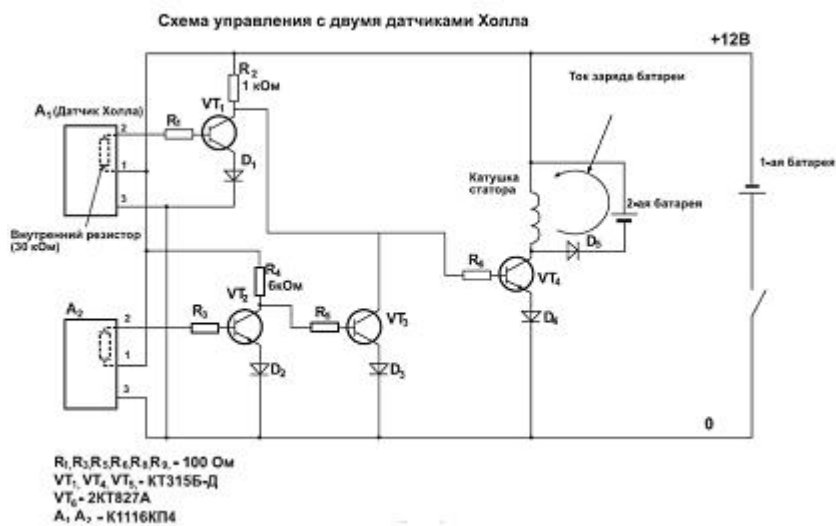 Схема управления с двумя датчиками Холла
+12В
R2
1 кОм
Ток заряда батареи
VT1
A1 (Датчик Холла)
2
R1
D1
1
1-ая батарея
Катушка
статора
3
2-ая батарея
Внутренний резистор
(30 кОм)
D5
R4
6кОм
R6
VT4
A2
VT2
2
R3
R5
VT3
D6
1
D2
D3
3
0
R1, R3, R5, R6, R8, R9, - 100 Ом
VT1, VT4, VT5, - КТ315Б-Д
VT6 - 2КТ827А
A1 A2 - К1116КП4